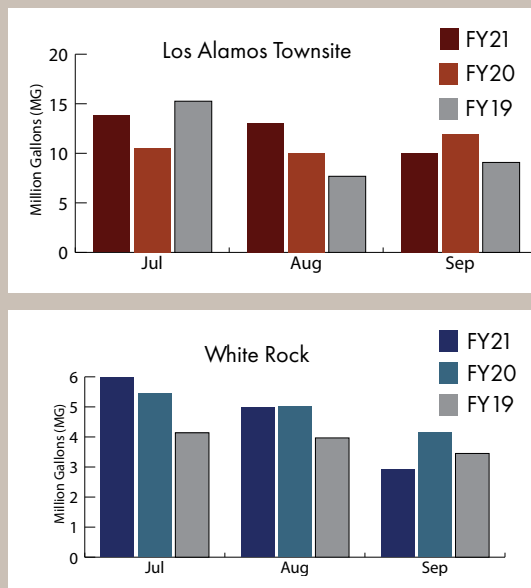 Los Alamos Townsite
FY21
FY20
FY19
Million Gallons (MG)
20
15
10
5
0
Jul Aug Sep
White Rock
FY21
FY20
FY19
Million Gallons (MG)
6
5
4
3
2
1
0
Jul Aug Sep